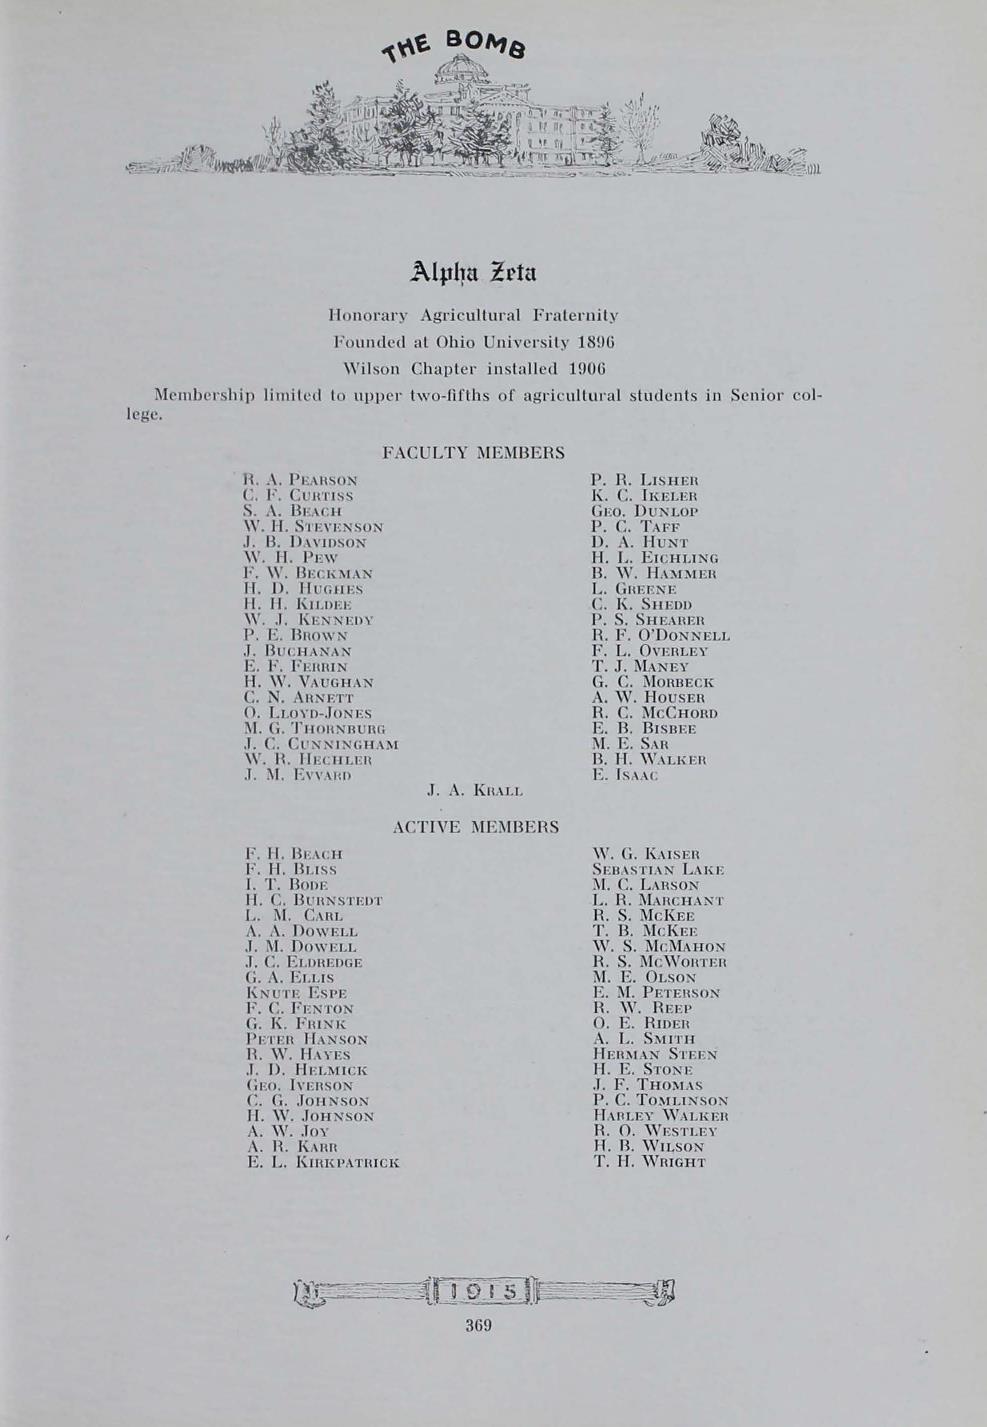 THE BOMB
Alpha Zeta
Honorary Agricultural Fraternity
Founded at Ohio University 1896
Wilson Chapter installed 1906
Membership limited to upper two-fifths of agricultural students in Senior col-
lege.
FACULTY MEMBERS
R. A. Pearson
C. F. Curtiss
S. A. Beach
W. H. Stevenson
J. B. Davidson
W. H. Pew
F. W. Beckman
H. D. Hughes
H. H. Kildee
W. J. Kennedy
P. E. Brown
J. Buchanan
E. F. Ferrin
H. W. Vaughan
C. N. Arnett
O. Lloyd-Jones
M. G. Thornburg
J. C. Cunningham
W. R. Hechler
J. M. Evvard
P. R. Lisher
K. C. Ikeler
Geo. Dunlop
P. C. Taff
D. A. Hunt
H. L. Eichling
B. W. Hammer
L. Greene
C. K. Shedd
P. S. Shearer
R. F. O'Donnell
F. L. Overley
T. J. Maney
G. C. Morbeck
A. W. Houser
R. C. McChord
E. B. Bisbee
M. E. Sar
B. H. Walker
E. Isaac
J. A. Krall
ACTIVE MEMBERS
F. H. Beach
F. H. Bliss
I. T. Bode
H. C. Burnstedt
L. M. Carl
A. A. Dowell
J. M. Dowell
J. C. Eldredge
G. A. Ellis
Knute Espe
F. C. Fenton
G. K. Frink
Peter Hanson
R. W. Hayes
J. D. Helmick
Geo. Iverson
C. G. Johnson
H. W. Johnson
A. W. Joy
A. R. Karr
E. L. Kirkpatrick
W. G. Kaiser
Sebastian Lake
M. C. Larson
L. R. Marchant
R. S. McKee
T. B. McKee
W. S. McMahon
R. S. McWorter
M. E. Olson
E. M. Peterson
R. W. Reep
O. E. Rider
A. L. Smith
Herman Steen
H. E. Stone
J. F. Thomas
P. C. Tomlinson
Harley Walker
R. O. Westley
H. B. Wilson
T. H. Wright
1915
369